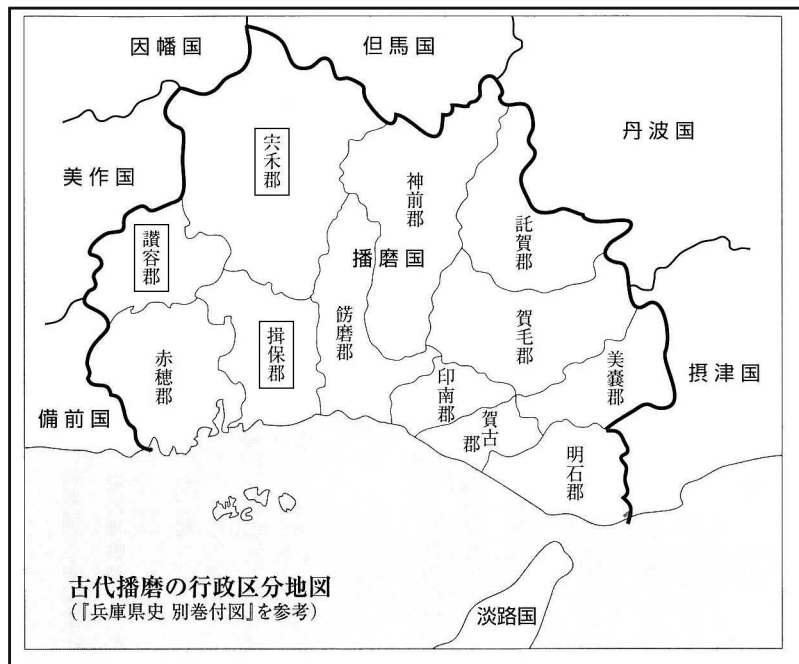 因幡国
但馬国
丹波国
美作国
宍禾郡
神前郡
讃容郡
託賀郡
播磨国
餝磨郡
賀毛郡
揖保郡
赤穂郡
美嚢郡
摂津国
印南郡
備前国
賀古郡
明石郡
古代播磨の行政区分地図
(『兵庫県史 別巻付図』を参考)
淡路国